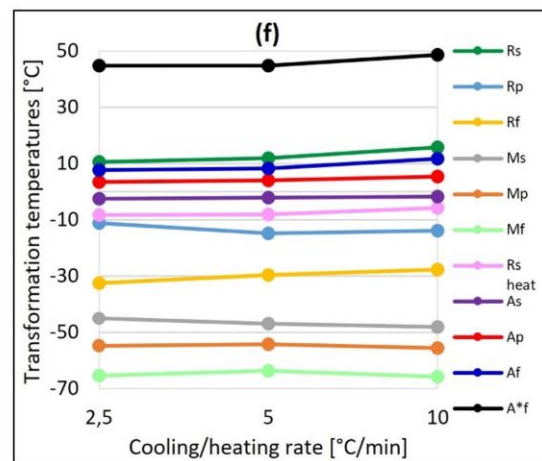 (f)
Transformation temperatures [°C]
50
30
10
-10
-30
-50
-70
2,5 5 10
Cooling/heating rate [°C/min]
Rs
Rp
Rf
Ms
Mp
Mf
Rs
heat
As
Ap
Af
A*f